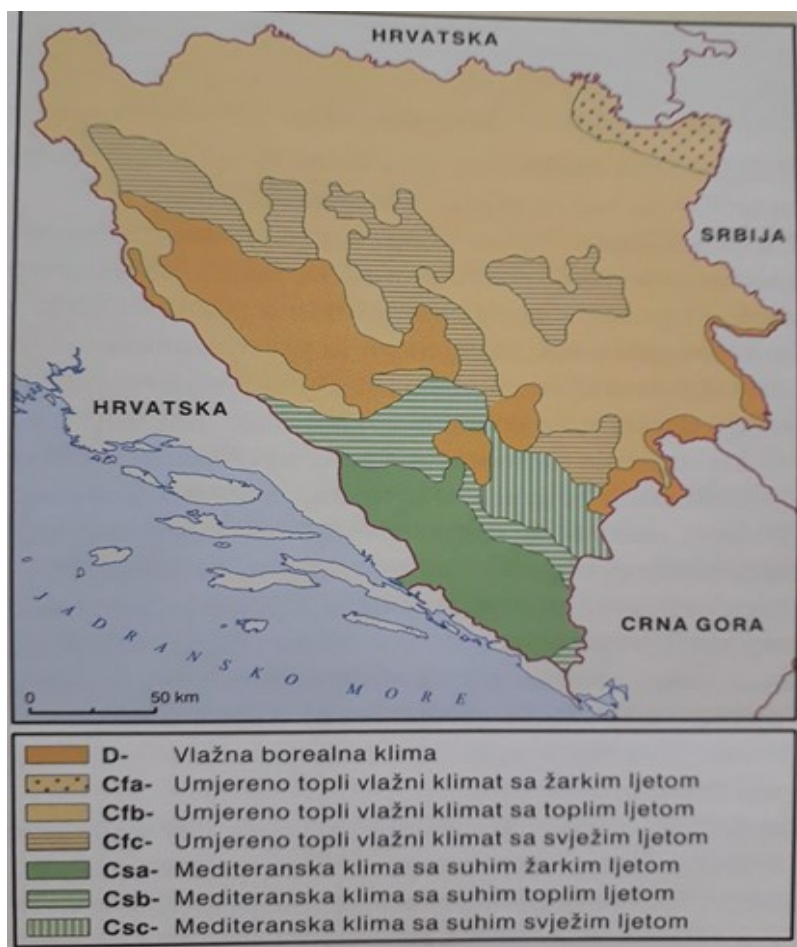 HRVATSKA
SRBIJA
HRVATSKA
CRNA GORA
JADRANSKO MORE
0 50 km
D- Vlažna borealna klima
Cfa- Umjereno topli vlažni klimat sa žarkim ljetom
Cfb- Umjereno topli vlažni klimat sa toplim ljetom
Cfc- Umjereno topli vlažni klimat sa svježim ljetom
Csa- Mediteranska klima sa suhim žarkim ljetom
Csb- Mediteranska klima sa suhim toplim ljetom
Csc- Mediteranska klima sa suhim svježim ljetom